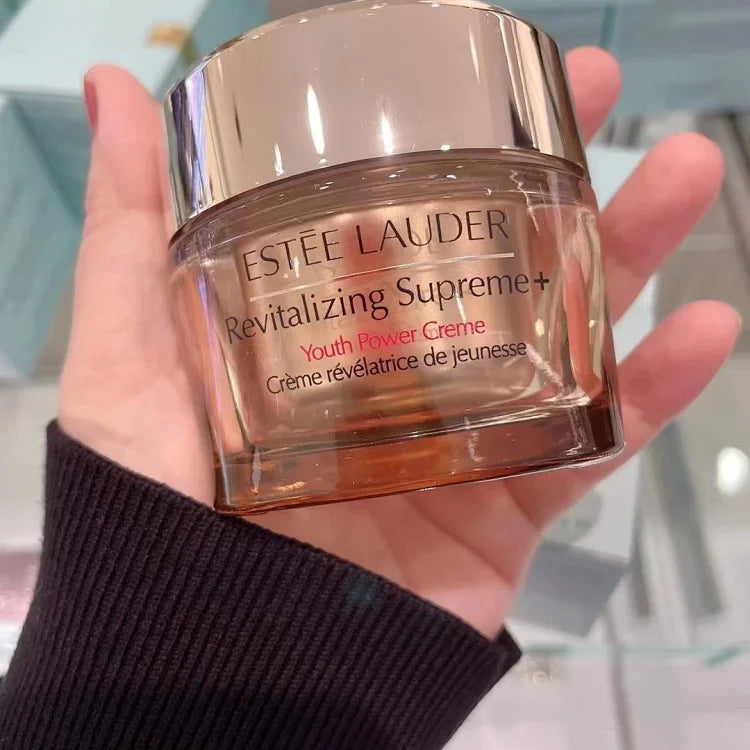 ESTĒE LAUDER
Revitalizing Supreme+
Youth Power Creme
Crème révélatrice de jeunesse